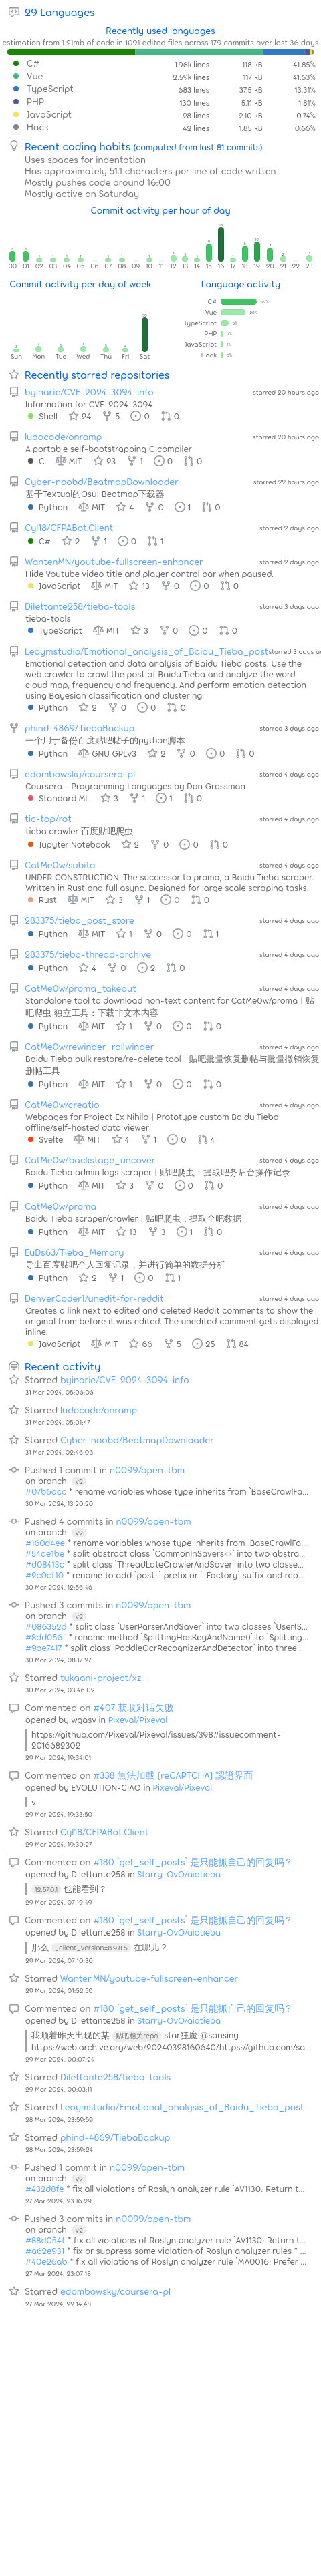 29 Languages
Recently used languages
estimation from 1.21mb of code in 1091 edited files across 179 commits over last 36 days
C# 1.96k lines 118 kB 41.85%
Vue 2.59k lines 117 kB 41.63%
TypeScript 683 lines 37.5 kB 13.31%
PHP 130 lines 5.11 kB 1.81%
JavaScript 28 lines 2.10 kB 0.74%
Hack 42 lines 1.85 kB 0.66%
Recent coding habits (computed from last 81 commits)
Uses spaces for indentation
Has approximately 51.1 characters per line of code written
Mostly pushes code around 16:00
Mostly active on Saturday
Commit activity per hour of day
00 01 02 03 04 05 06 07 08 09 10 11 12 13 14 15 16 17 18 19 20 21 22 23
Commit activity per day of week
Sun Mon Tue Wed Thu Fri Sat
Language activity
C#
Vue
TypeScript
PHP
JavaScript
Hack
Recently starred repositories
byinarie/CVE-2024-3094-info starred 20 hours ago
Information for CVE-2024-3094
Shell 24 5 0 0
ludocode/onramp starred 20 hours ago
A portable self-bootstrapping C compiler
C MIT 23 1 0 0
Cyber-noobd/BeatmapDownloader starred 22 hours ago
基于Textual的Osu! Beatmap下载器
Python MIT 4 0 1 0
Cyl18/CFPABot.Client starred 2 days ago
C# 2 1 0 1
WantenMN/youtube-fullscreen-enhancer starred 2 days ago
Hide Youtube video title and player control bar when paused.
JavaScript MIT 13 0 0 0
Dilettante258/tieba-tools starred 3 days ago
tieba-tools
TypeScript MIT 3 0 0 0
Leoymstudio/Emotional_analysis_of_Baidu_Tieba_post starred 3 days a
Emotional detection and analysis of Baidu Tieba posts. Use the
web crawler to crawl the post of Baidu Tieba and analyze the word
cloud map, frequency and frequency. And perform emotion detection
using Bayesian classification and clustering.
Python 2 0 0 0
phind-4869/TiebaBackup starred 3 days ago
一个用于备份百度贴吧帖子的python脚本
Python GNU GPLv3 2 0 0 0
edombowsky/coursera-pl starred 4 days ago
Coursera - Programming Languages by Dan Grossman
Standard ML 3 1 1 0
tic-top/rot starred 4 days ago
tieba crawler 百度贴吧爬虫
Jupyter Notebook 2 0 0 0
CatMe0w/subito starred 4 days ago
UNDER CONSTRUCTION. The successor to proma, a Baidu Tieba scraper.
Written in Rust and full async. Designed for large scale scraping tasks.
Rust MIT 3 1 0 0
283375/tieba_post_store starred 4 days ago
Python MIT 1 0 0 1
283375/tieba-thread-archive starred 4 days ago
Python 4 0 2 0
CatMe0w/proma_takeout starred 4 days ago
Standalone tool to download non-text content for CatMe0w/proma | 贴
吧爬虫 独立工具：下载非文本内容
Python MIT 1 0 0 0
CatMe0w/rewinder_rollwinder starred 4 days ago
Baidu Tieba bulk restore/re-delete tool | 贴吧批量恢复删帖与批量撤销恢复
删帖工具
Python MIT 1 0 0 0
CatMe0w/creatio starred 4 days ago
Webpages for Project Ex Nihilo | Prototype custom Baidu Tieba
offline/self-hosted data viewer
Svelte MIT 4 1 0 4
CatMe0w/backstage_uncover starred 4 days ago
Baidu Tieba admin logs scraper | 贴吧爬虫；提取吧务后台操作记录
Python MIT 3 0 0 0
CatMe0w/proma starred 4 days ago
Baidu Tieba scraper/crawler | 贴吧爬虫；提取全吧数据
Python MIT 13 3 1 0
EuDs63/Tieba_Memory starred 4 days ago
导出百度贴吧个人回复记录，并进行简单的数据分析
Python 2 1 0 1
DenverCoder1/unedit-for-reddit starred 4 days ago
Creates a link next to edited and deleted Reddit comments to show the
original from before it was edited. The unedited comment gets displayed
inline.
JavaScript MIT 66 5 25 84
Recent activity
Starred byinarie/CVE-2024-3094-info
31 Mar 2024, 05:06:06
Starred ludocode/onramp
31 Mar 2024, 05:01:47
Starred Cyber-noobd/BeatmapDownloader
31 Mar 2024, 02:46:06
Pushed 1 commit in n0099/open-tbm
on branch v2
#07b6acc * rename variables whose type inherits from `BaseCrawlFa...
30 Mar 2024, 13:20:20
Pushed 4 commits in n0099/open-tbm
on branch v2
#160d4ee * rename variables whose type inherits from `BaseCrawlFa...
#54ae1be * split abstract class `CommonInSavers<>` into two abstra...
#d08413c * split class `ThreadLateCrawlerAndSaver` into two classe...
#2c0cf10 * rename to add `post-` prefix or `-Factory` suffix and reo...
30 Mar 2024, 12:56:46
Pushed 3 commits in n0099/open-tbm
on branch v2
#086352d * split class `UserParserAndSaver` into two classes `User(S...
#8dd056f * rename method `SplittingHasKeyAndName()` to `Splitting...
#9ae7417 * split class `PaddleOcrRecognizerAndDetector` into three...
30 Mar 2024, 08:17:27
Starred tukaani-project/xz
30 Mar 2024, 03:46:02
Commented on #407 获取对话失败
opened by wgasv in Pixeval/Pixeval
https://github.com/Pixeval/Pixeval/issues/398#issuecomment-
2016682302
29 Mar 2024, 19:34:01
Commented on #338 無法加載 [reCAPTCHA] 認證界面
opened by EVOLUTION-CIAO in Pixeval/Pixeval
v
29 Mar 2024, 19:33:50
Starred Cyl18/CFPABot.Client
29 Mar 2024, 19:30:27
Commented on #180 `get_self_posts` 是只能抓自己的回复吗？
opened by Dilettante258 in Starry-OvO/aiotieba
12.57.0.1 也能看到？
29 Mar 2024, 07:19:49
Commented on #180 `get_self_posts` 是只能抓自己的回复吗？
opened by Dilettante258 in Starry-OvO/aiotieba
那么 _client_version=8.9.8.5 在哪儿？
29 Mar 2024, 07:10:30
Starred WantenMN/youtube-fullscreen-enhancer
29 Mar 2024, 01:52:50
Commented on #180 `get_self_posts` 是只能抓自己的回复吗？
opened by Dilettante258 in Starry-OvO/aiotieba
我顺着昨天出现的某 贴吧相关repo star狂魔 @sansiny
https://web.archive.org/web/20240328160640/https://github.com/sa...
29 Mar 2024, 00:07:24
Starred Dilettante258/tieba-tools
29 Mar 2024, 00:03:11
Starred Leoymstudio/Emotional_analysis_of_Baidu_Tieba_post
28 Mar 2024, 23:59:59
Starred phind-4869/TiebaBackup
28 Mar 2024, 23:59:24
Pushed 1 commit in n0099/open-tbm
on branch v2
#432d8fe * fix all violations of Roslyn analyzer rule `AV1130: Return t...
27 Mar 2024, 23:16:29
Pushed 3 commits in n0099/open-tbm
on branch v2
#88d054f * fix all violations of Roslyn analyzer rule `AV1130: Return t...
#a62e931 * fix or suppress some violation of Roslyn analyzer rules * ...
#40e26ab * fix all violations of Roslyn analyzer rule `MA0016: Prefer ...
27 Mar 2024, 23:07:18
Starred edombowsky/coursera-pl
27 Mar 2024, 22:14:48